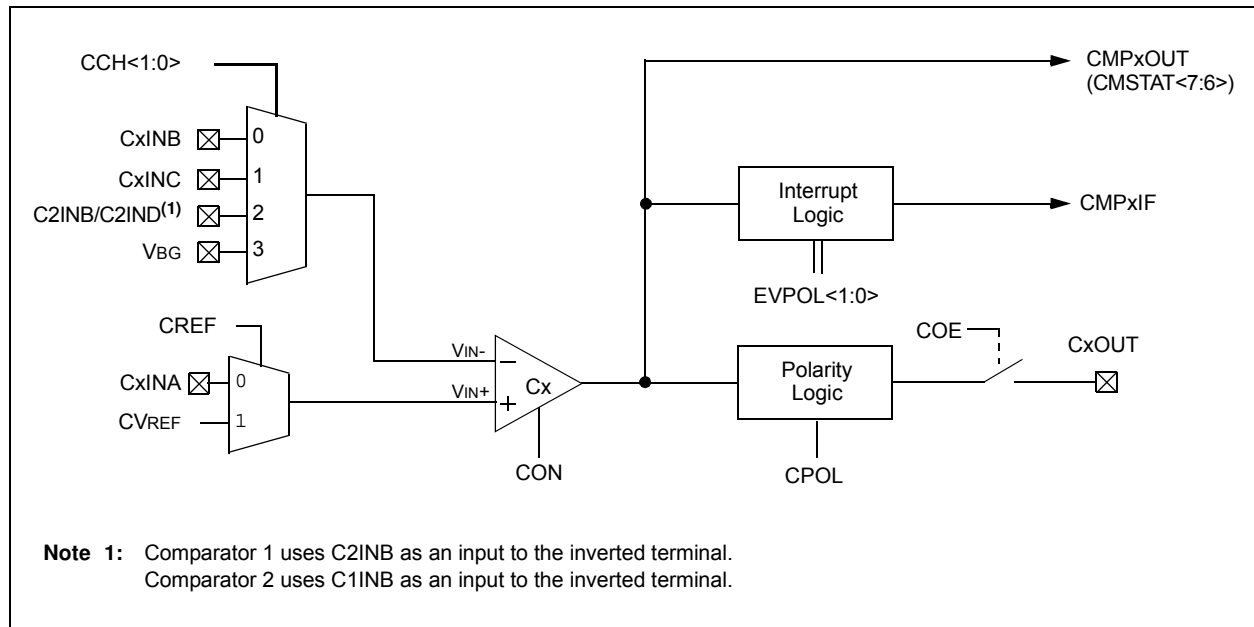 CCH<1:0>
CxINB
0
CxINC
1
C2INB/C2IND(1)
2
VBG
3
CREF
CxINA
0
CVREF
1
VIN-
VIN+
−
+
Cx
CON
CMPxOUT
(CMSTAT<7:6>)
Interrupt
Logic
CMPxIF
EVPOL<1:0>
COE
CxOUT
Polarity
Logic
CPOL
Note 1: Comparator 1 uses C2INB as an input to the inverted terminal.
Comparator 2 uses C1INB as an input to the inverted terminal.